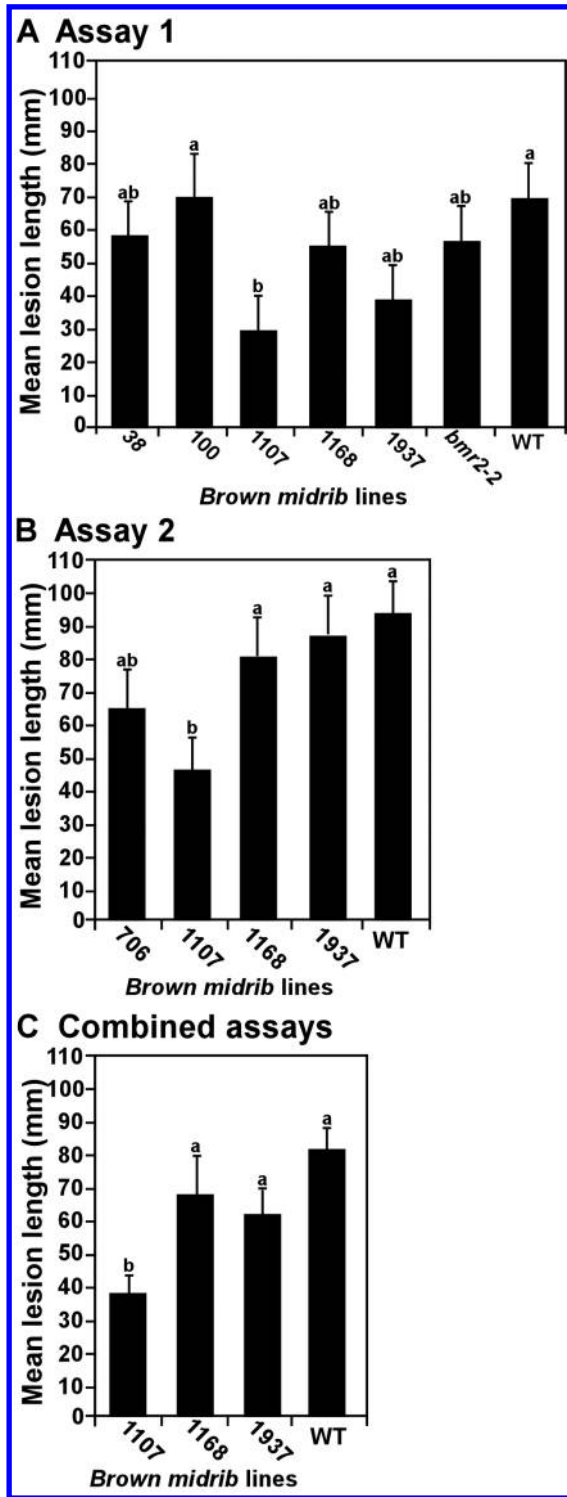 A Assay 1
Mean lesion length (mm)
110
100
90
80
70
60
50
40
30
20
10
0
ab
a
b
ab
ab
ab
a
38
100
1107
1168
1937
bmr2-2
WT
Brown midrib lines
B Assay 2
Mean lesion length (mm)
110
100
90
80
70
60
50
40
30
20
10
0
ab
b
a
a
a
706
1107
1168
1937
WT
Brown midrib lines
C Combined assays
Mean lesion length (mm)
110
100
90
80
70
60
50
40
30
20
10
0
b
a
a
a
1107
1168
1937
WT
Brown midrib lines